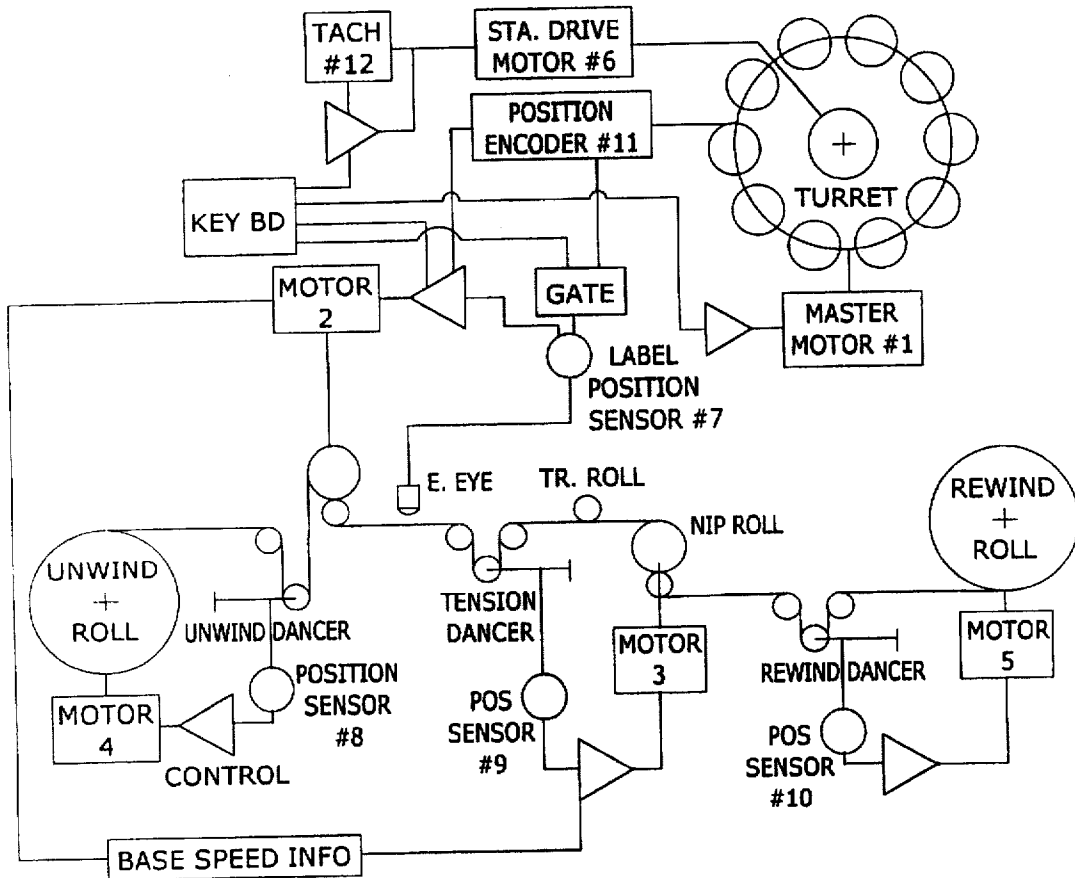 TACH
#12
STA. DRIVE
MOTOR #6
POSITION
ENCODER #11
TURRET
KEY BD
MOTOR
2
GATE
MASTER
MOTOR #1
LABEL
POSITION
SENSOR #7
E. EYE
TR. ROLL
NIP ROLL
REWIND
ROLL
UNWIND
ROLL
UNWIND DANCER
TENSION
DANCER
MOTOR
3
REWIND DANCER
MOTOR
5
POSITION
SENSOR
#8
MOTOR
4
CONTROL
POS
SENSOR
#9
POS
SENSOR
#10
BASE SPEED INFO